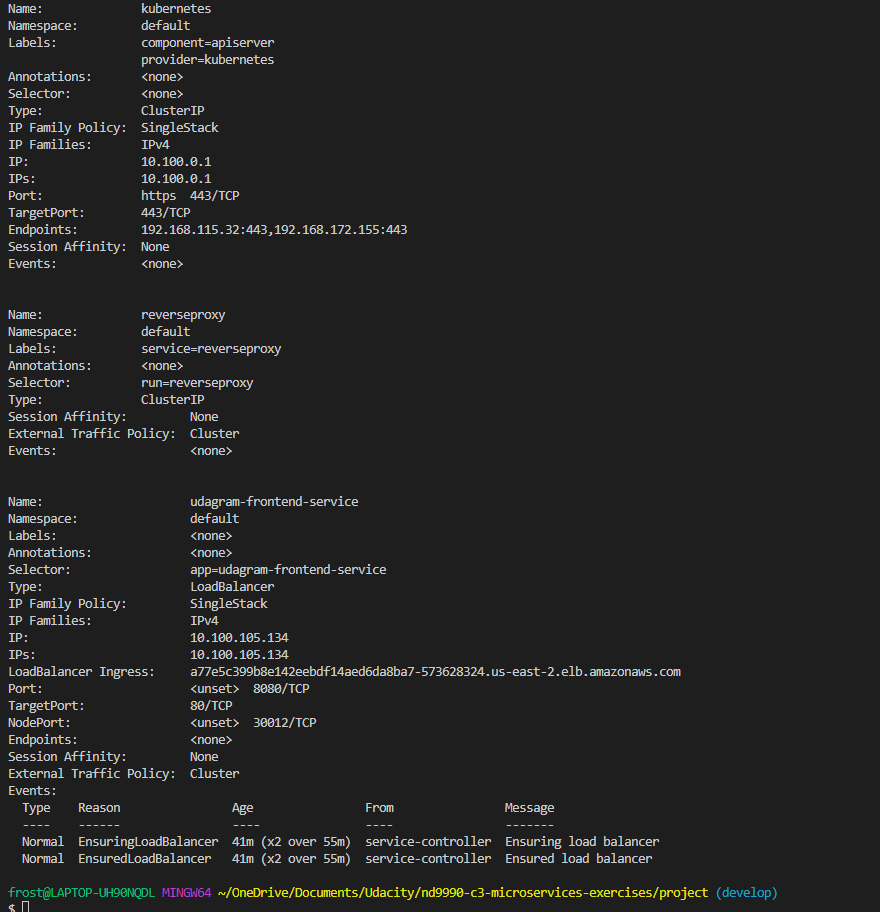 Name:              kubernetes
Namespace:         default
Labels:            component=apiserver
                   provider=kubernetes
Annotations:       <none>
Selector:          <none>
Type:              ClusterIP
IP Family Policy:  SingleStack
IP Families:       IPv4
IP:                10.100.0.1
IPs:               10.100.0.1
Port:              https  443/TCP
TargetPort:        443/TCP
Endpoints:         192.168.115.32:443,192.168.172.155:443
Session Affinity:  None
Events:            <none>

Name:              reverseproxy
Namespace:         default
Labels:            service=reverseproxy
Annotations:       <none>
Selector:          run=reverseproxy
Type:              ClusterIP
Session Affinity:         None
External Traffic Policy:  Cluster
Events:                   <none>

Name:                     udagram-frontend-service
Namespace:                default
Labels:                   <none>
Annotations:              <none>
Selector:                 app=udagram-frontend-service
Type:                     LoadBalancer
IP Family Policy:         SingleStack
IP Families:              IPv4
IP:                       10.100.105.134
IPs:                      10.100.105.134
LoadBalancer Ingress:     a77e5c399b8e142eebdf14aed6da8ba7-573628324.us-east-2.elb.amazonaws.com
Port:                     <unset>  8080/TCP
TargetPort:               80/TCP
NodePort:                 <unset>  30012/TCP
Endpoints:                <none>
Session Affinity:         None
External Traffic Policy:  Cluster
Events:
  Type    Reason                Age                From                Message
  ----    ------                ----               ----                -------
  Normal  EnsuringLoadBalancer  41m (x2 over 55m)  service-controller  Ensuring load balancer
  Normal  EnsuredLoadBalancer   41m (x2 over 55m)  service-controller  Ensured load balancer

frost@LAPTOP-UH90NQDL MINGW64 ~/OneDrive/Documents/Udacity/nd9990-c3-microservices-exercises/project (develop)
$